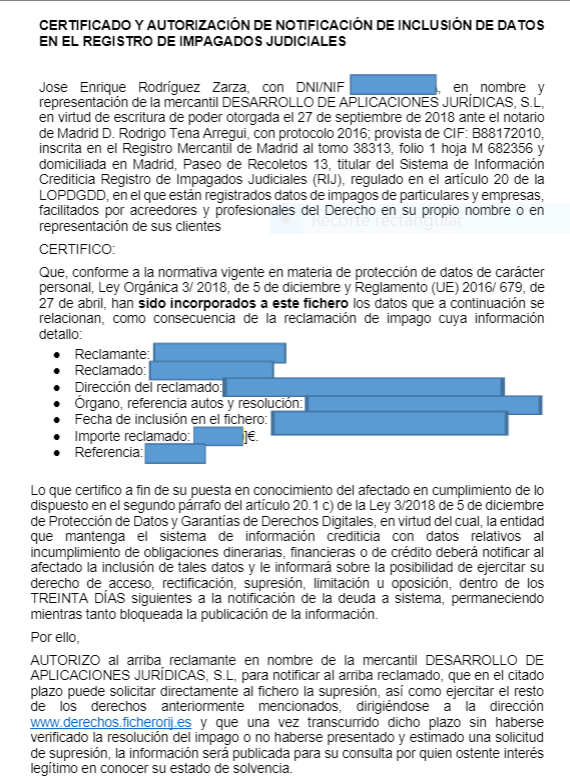 CERTIFICADO Y AUTORIZACIÓN DE NOTIFICACIÓN DE INCLUSIÓN DE DATOS
EN EL REGISTRO DE IMPAGADOS JUDICIALES
Jose Enrique Rodríguez Zarza, con DNI/NIF , en nombre y
representación de la mercantil DESARROLLO DE APLICACIONES JURÍDICAS, S.L,
en virtud de escritura de poder otorgada el 27 de septiembre de 2018 ante el notario
de Madrid D. Rodrigo Tena Arregui, con protocolo 2016; provista de CIF: B88172010,
inscrita en el Registro Mercantil de Madrid al tomo 38313, folio 1 hoja M 682356 y
domiciliada en Madrid, Paseo de Recoletos 13, titular del Sistema de Información
Crediticia Registro de Impagados Judiciales (RIJ), regulado en el artículo 20 de la
LOPDGDD, en el que están registrados datos de impagos de particulares y empresas,
facilitados por acreedores y profesionales del Derecho en su propio nombre o en
representación de sus clientes
Recorte rectangular
CERTIFICO:
Que, conforme a la normativa vigente en materia de protección de datos de carácter
personal, Ley Orgánica 3/ 2018, de 5 de diciembre y Reglamento (UE) 2016/ 679, de
27 de abril, han sido incorporados a este fichero los datos que a continuación se
relacionan, como consecuencia de la reclamación de impago cuya información
detallo:
• Reclamante:
• Reclamado:
• Dirección del reclamado:
• Órgano, referencia autos y resolución:
• Fecha de inclusión en el fichero:
• Importe reclamado: ]€.
• Referencia:
Lo que certifico a fin de su puesta en conocimiento del afectado en cumplimiento de lo
dispuesto en el segundo párrafo del artículo 20.1 c) de la Ley 3/2018 de 5 de diciembre
de Protección de Datos y Garantías de Derechos Digitales, en virtud del cual, la entidad
que mantenga el sistema de información crediticia con datos relativos al
incumplimiento de obligaciones dinerarias, financieras o de crédito deberá notificar al
afectado la inclusión de tales datos y le informará sobre la posibilidad de ejercitar su
derecho de acceso, rectificación, supresión, limitación u oposición, dentro de los
TREINTA DÍAS siguientes a la notificación de la deuda a sistema, permaneciendo
mientras tanto bloqueada la publicación de la información.
Por ello,
AUTORIZO al arriba reclamante en nombre de la mercantil DESARROLLO DE
APLICACIONES JURÍDICAS, S.L, para notificar al arriba reclamado, que en el citado
plazo puede solicitar directamente al fichero la supresión, así como ejercitar el resto
de los derechos anteriormente mencionados, dirigiéndose a la dirección
www.derechos.ficherorij.es y que una vez transcurrido dicho plazo sin haberse
verificado la resolución del impago o no haberse presentado y estimado una solicitud
de supresión, la información será publicada para su consulta por quien ostente interés
legítimo en conocer su estado de solvencia.